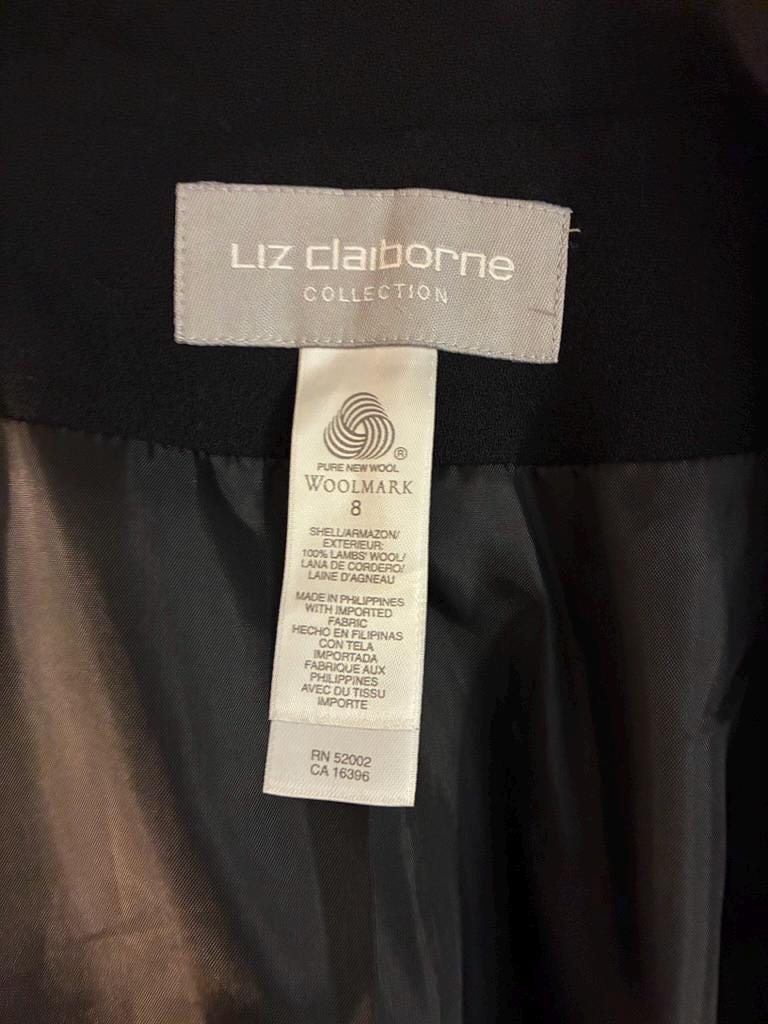 Liz claiborne
COLLECTION
®
PURE NEW WOOL
WOOLMARK
8
SHELL/ARMAZON/
EXTERIEUR:
100% LAMBS' WOOL/
LANA DE CORDERO/
LAINE D'AGNEAU
MADE IN PHILIPPINES
WITH IMPORTED
FABRIC
HECHO EN FILIPINAS
CON TELA
IMPORTADA
FABRIQUE AUX
PHILIPPINES
AVEC DU TISSU
IMPORTE
RN 52002
CA 16396